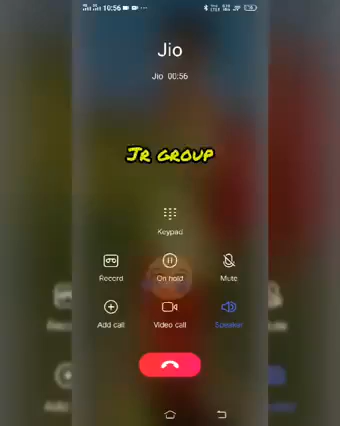 10:56
Jio
Jio 00:56
JR GROUP
Keypad
Record
On hold
Mute
Add call
Video call
Speaker